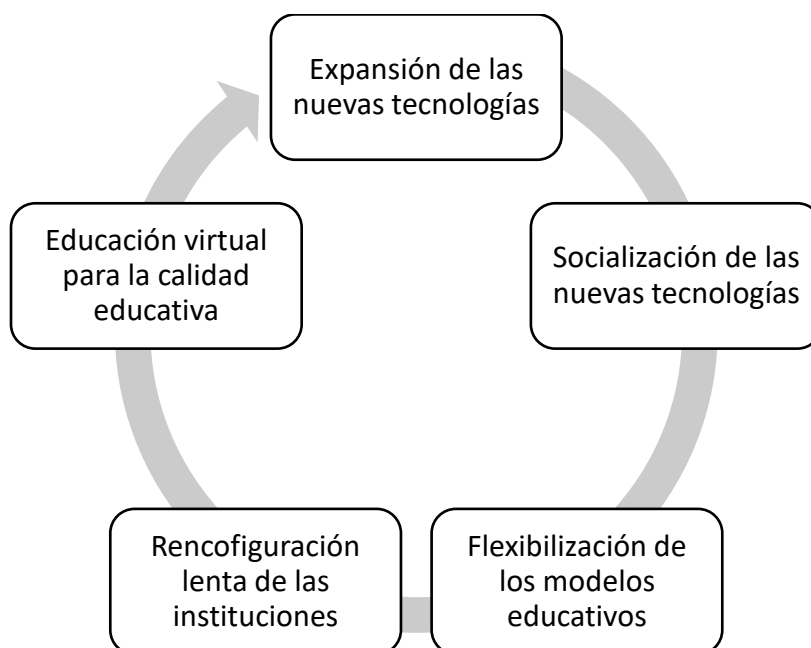 Expansión de las
nuevas tecnologías
Socialización de las
nuevas tecnologías
Flexibilización de
los modelos
educativos
Rencofiguración
lenta de las
instituciones
Educación virtual
para la calidad
educativa